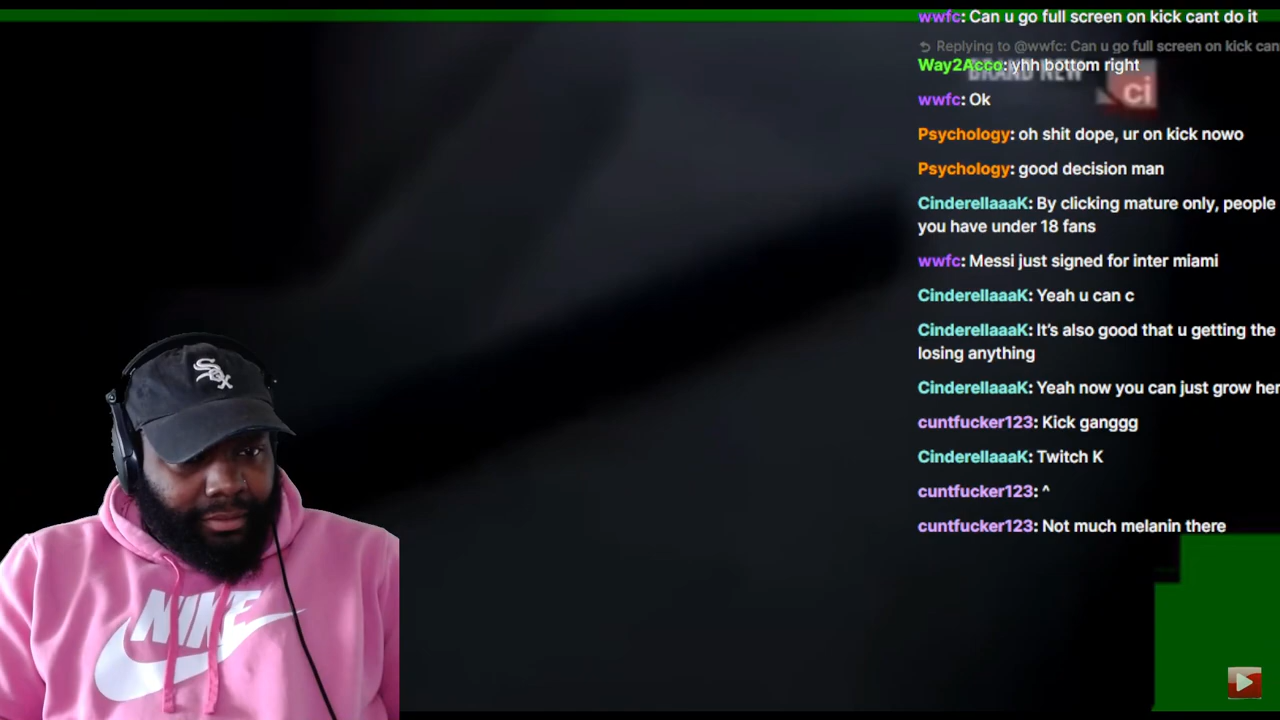 wwfc: Can u go full screen on kick cant do it
Replying to @wwfc: Can u go full screen on kick can
Way2Acco: yhh bottom right
BRAND NEW
ci
wwfc: Ok
Psychology: oh shit dope, ur on kick nowo
Psychology: good decision man
CinderellaaaK: By clicking mature only, people
you have under 18 fans
wwfc: Messi just signed for inter miami
CinderellaaaK: Yeah u can c
CinderellaaaK: It's also good that u getting the
losing anything
CinderellaaaK: Yeah now you can just grow her
cuntfucker123: Kick ganggg
CinderellaaaK: Twitch K
cuntfucker123: ^
cuntfucker123: Not much melanin there
Sox
NIKE